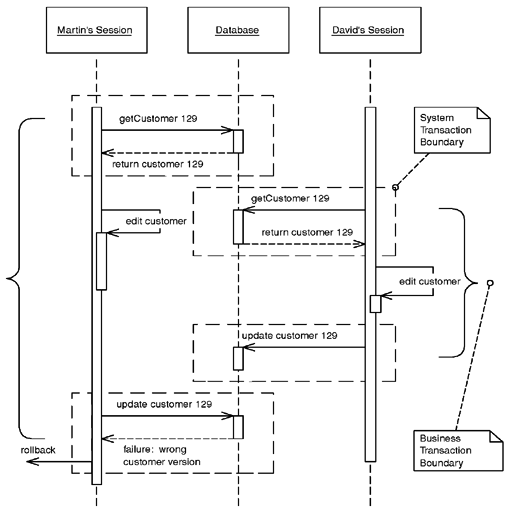 Martin's Session
Database
David's Session
getCustomer 129
return customer 129
System
Transaction
Boundary
getCustomer 129
edit customer
return customer 129
edit customer
update customer 129
update customer 129
rollback
failure: wrong
customer version
Business
Transaction
Boundary